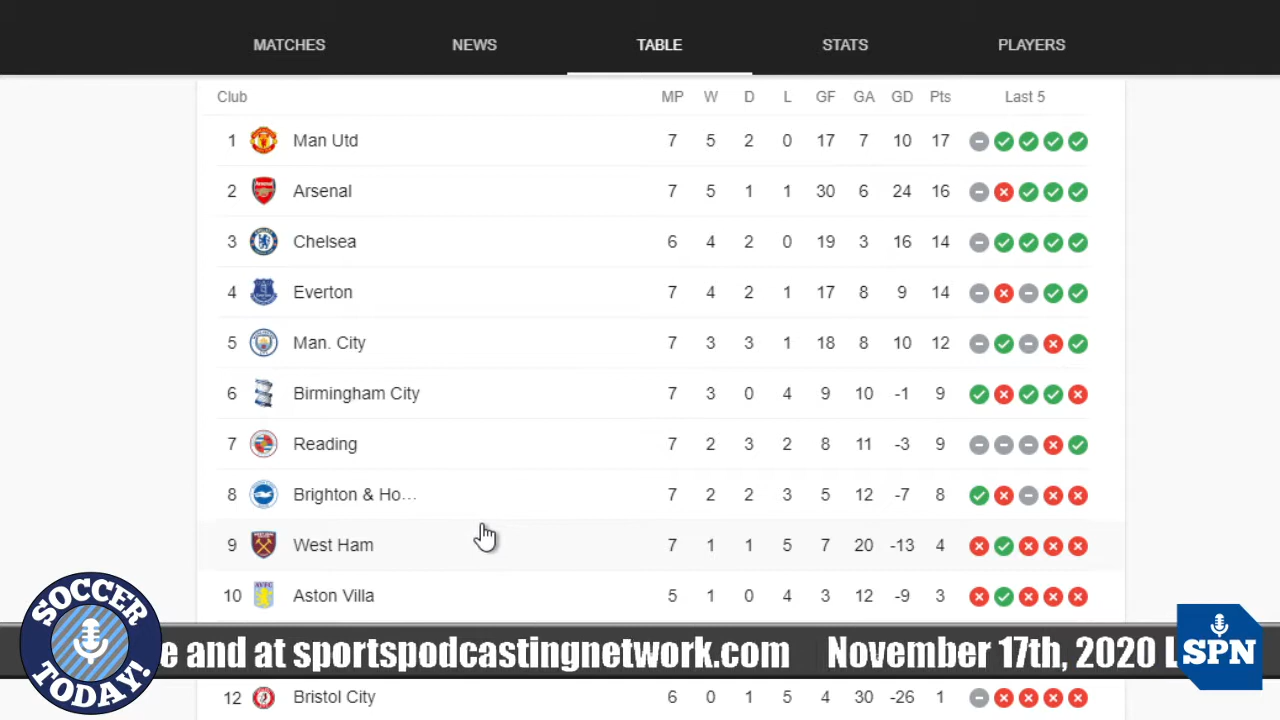 MATCHES NEWS TABLE STATS PLAYERS
Club MP W D L GF GA GD Pts Last 5
1 Man Utd 7 5 2 0 17 7 10 17
2 Arsenal 7 5 1 1 30 6 24 16
3 Chelsea 6 4 2 0 19 3 16 14
4 Everton 7 4 2 1 17 8 9 14
5 Man. City 7 3 3 1 18 8 10 12
6 Birmingham City 7 3 0 4 9 10 -1 9
7 Reading 7 2 3 2 8 11 -3 9
8 Brighton & Ho... 7 2 2 3 5 12 -7 8
9 West Ham 7 1 1 5 7 20 -13 4
10 Aston Villa 5 1 0 4 3 12 -9 3
SOCCER TODAY!
e and at sportspodcastingnetwork.com November 17th, 2020 L
SPN
12 Bristol City 6 0 1 5 4 30 -26 1